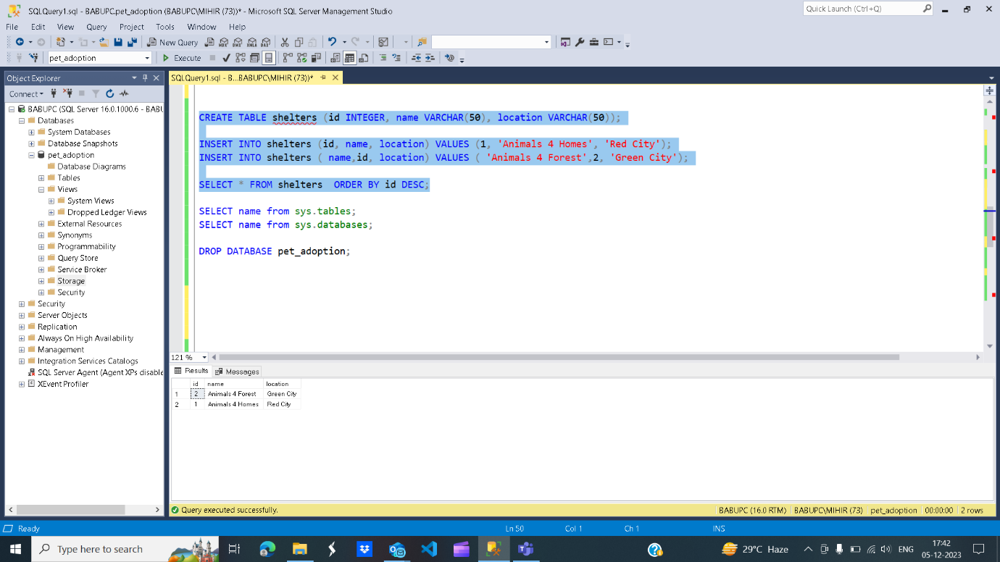 SQLQuery1.sql - BABUPC.pet_adoption (BABUPC\MIHIR (73))* - Microsoft SQL Server Management Studio
Quick Launch (Ctrl+Q)
File Edit View Query Project Tools Window Help
New Query
MDX DMX XMLA DAX
pet_adoption
Execute
Object Explorer
SQLQuery1.sql - B...BABUPC\MIHIR (73))*
Connect
BABUPC (SQL Server 16.0.1000.6 - BABU
Databases
System Databases
Database Snapshots
pet_adoption
Database Diagrams
Tables
Views
System Views
Dropped Ledger Views
External Resources
Synonyms
Programmability
Query Store
Service Broker
Storage
Security
Security
Server Objects
Replication
Always On High Availability
Management
Integration Services Catalogs
SQL Server Agent (Agent XPs disable
XEvent Profiler
CREATE TABLE shelters (id INTEGER, name VARCHAR(50), location VARCHAR(50));
INSERT INTO shelters (id, name, location) VALUES (1, 'Animals 4 Homes', 'Red City');
INSERT INTO shelters ( name,id, location) VALUES ( 'Animals 4 Forest',2, 'Green City');
SELECT * FROM shelters  ORDER BY id DESC;
SELECT name from sys.tables;
SELECT name from sys.databases;
DROP DATABASE pet_adoption;
121 %
Results Messages
id name location
1 2 Animals 4 Forest Green City
2 1 Animals 4 Homes Red City
Query executed successfully.
BABUPC (16.0 RTM) BABUPC\MIHIR (73) pet_adoption 00:00:00 2 rows
Ready Ln 50 Col 1 Ch 1 INS
Type here to search
29°C Haze
ENG
17:42
05-12-2023